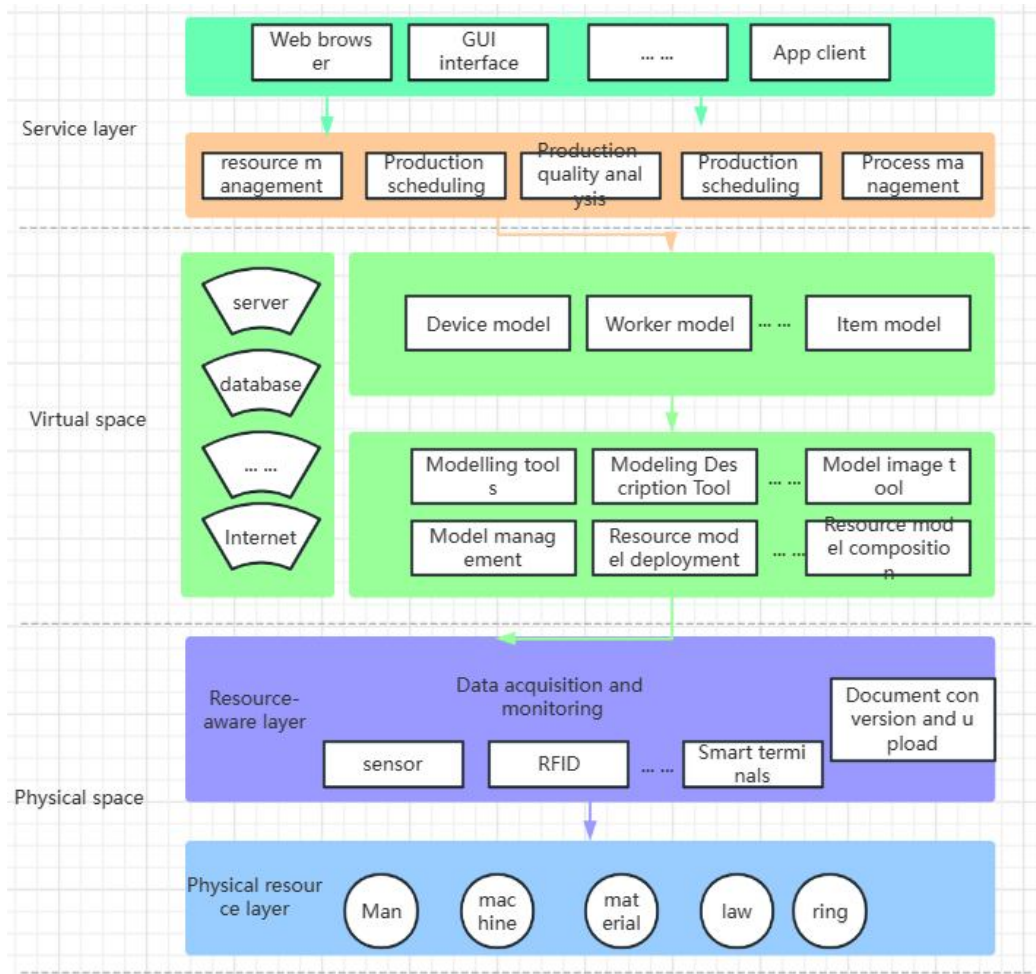 Web brows
er
GUI
interface
... ...
App client
Service layer
resource m
anagement
Production
scheduling
Production
quality anal
ysis
Production
scheduling
Process ma
nagement
Virtual space
server
database
... ...
Internet
Device model
Worker model
... ...
Item model
Modelling tool
s
Modeling Des
cription Tool
... ...
Model image t
ool
Model manag
ement
Resource mod
el deployment
... ...
Resource mod
el compositio
n
Physical space
Resource-
aware layer
Data acquisition and
monitoring
Document con
version and u
pload
sensor
RFID
... ...
Smart termi
nals
Physical resour
ce layer
Man
mac
hine
mat
erial
law
ring